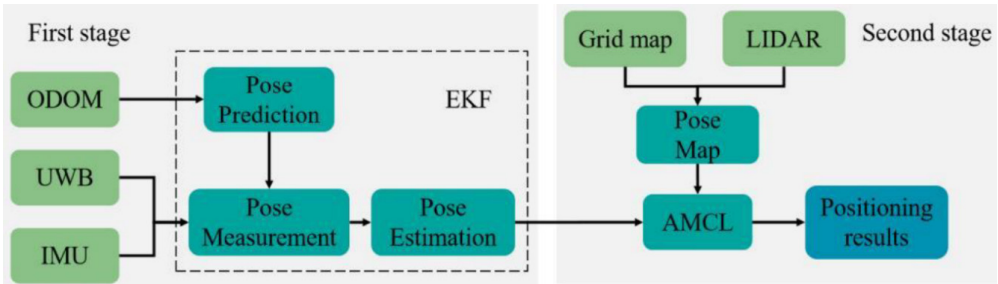 First stage
ODOM
UWB
IMU
Pose
Prediction
EKF
Pose
Measurement
Pose
Estimation
Grid map
LIDAR
Second stage
Pose
Map
AMCL
Positioning
results